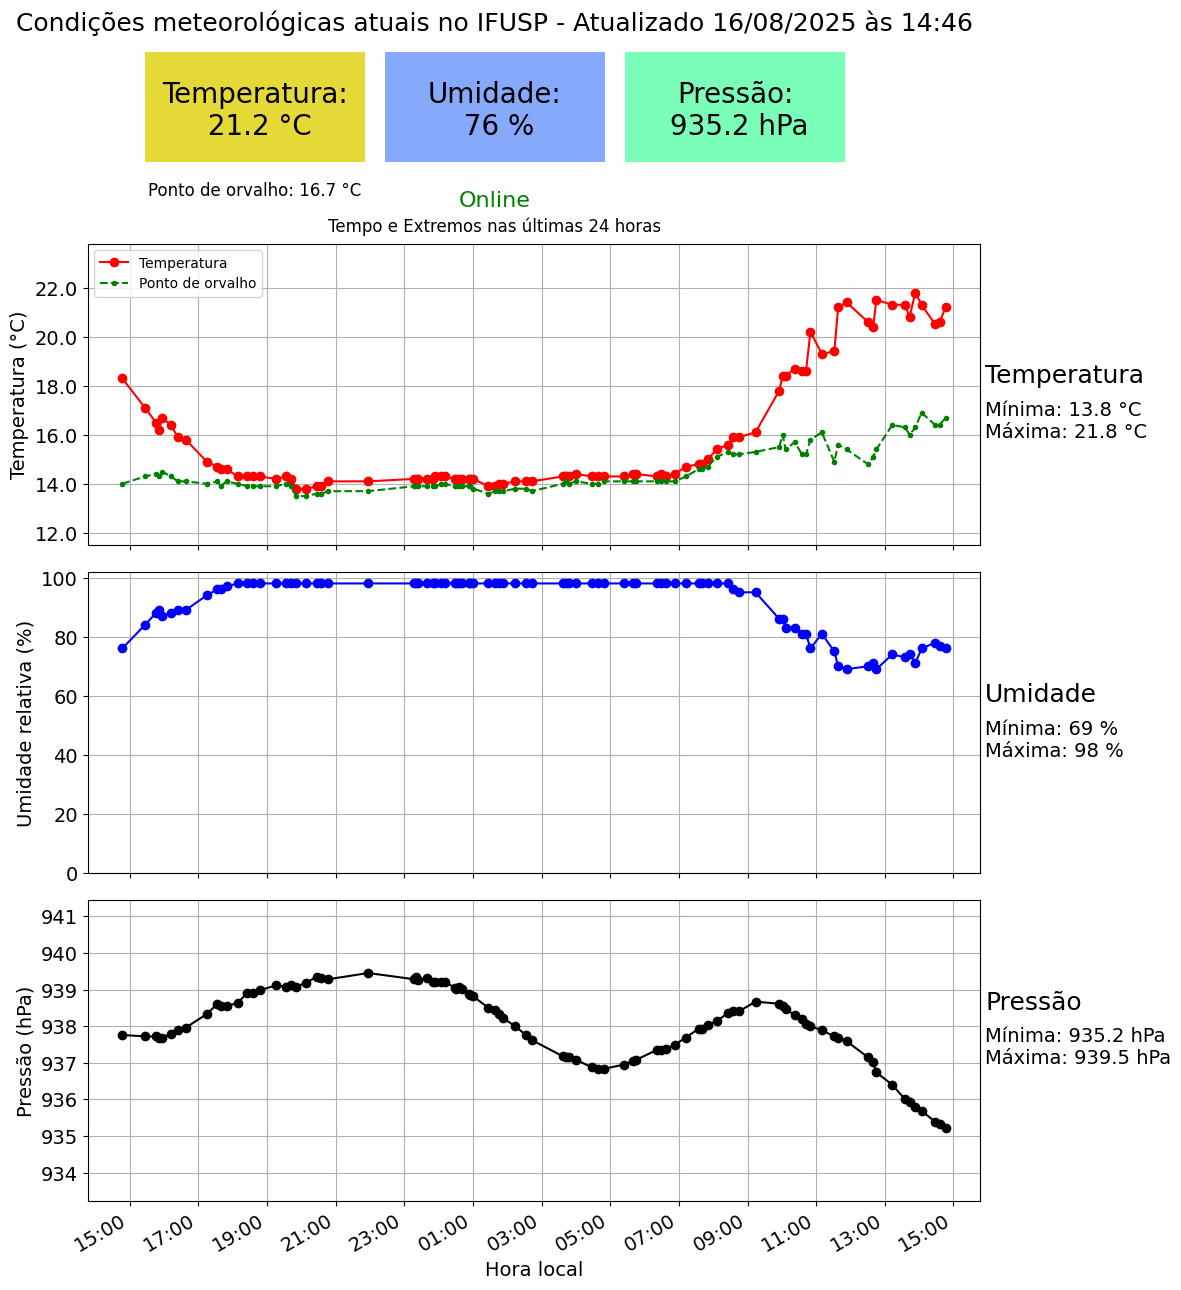 Condições meteorológicas atuais no IFUSP - Atualizado 16/08/2025 às 14:46
Temperatura:
21.2 °C
Umidade:
76 %
Pressão:
935.2 hPa
Ponto de orvalho: 16.7 °C
Online
Tempo e Extremos nas últimas 24 horas
Temperatura
Ponto de orvalho
Temperatura (°C)
22.0
20.0
18.0
16.0
14.0
12.0
Temperatura
Mínima: 13.8 °C
Máxima: 21.8 °C
Umidade relativa (%)
100
80
60
40
20
0
Umidade
Mínima: 69 %
Máxima: 98 %
Pressão (hPa)
941
940
939
938
937
936
935
934
Pressão
Mínima: 935.2 hPa
Máxima: 939.5 hPa
15:00 17:00 19:00 21:00 23:00 01:00 03:00 05:00 07:00 09:00 11:00 13:00 15:00
Hora local